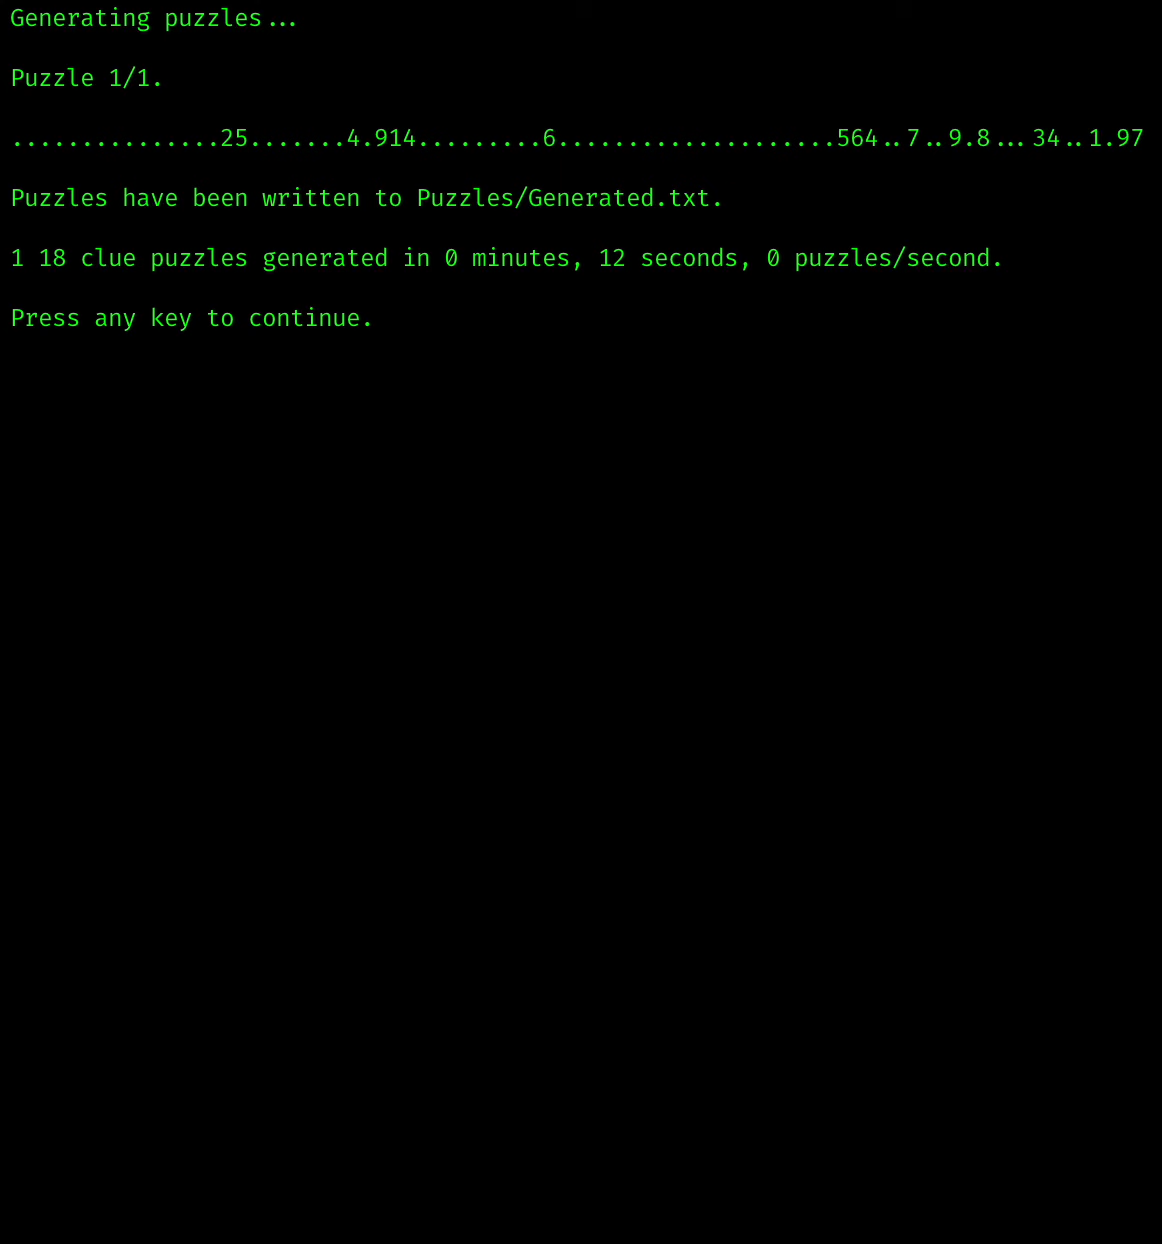 Generating puzzles...
Puzzle 1/1.
...............25.......4.914.........6....................564..7..9.8...34..1.97
Puzzles have been written to Puzzles/Generated.txt.
1 18 clue puzzles generated in 0 minutes, 12 seconds, 0 puzzles/second.
Press any key to continue.